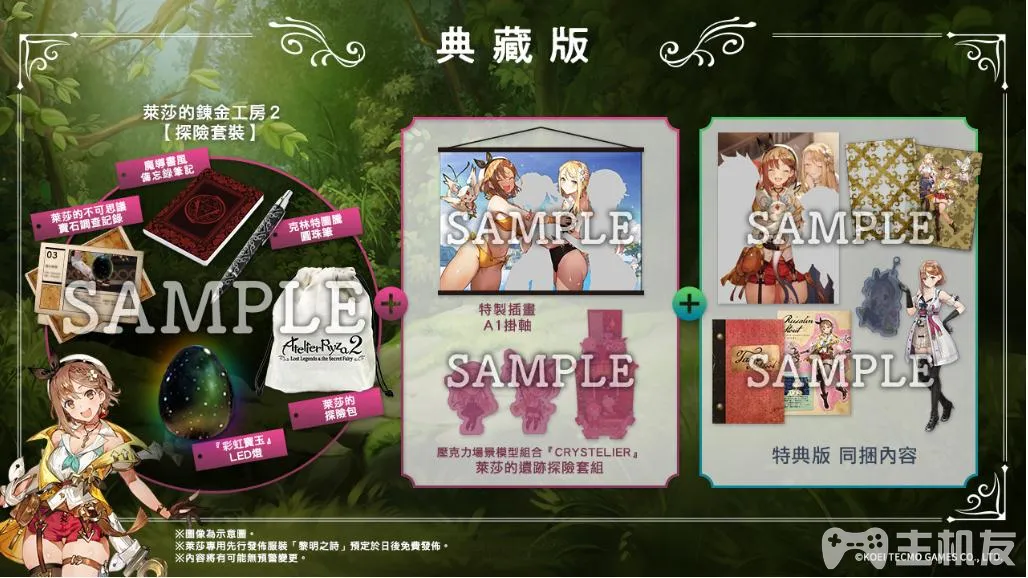 典藏版
萊莎的鍊金工房2
【探險套裝】
魔導書風
備忘錄筆記
萊莎的不可思議
寶石調查記錄
克林特圖騰
圓珠筆
03
SAMPLE
AtelierRyza2
Lost Legends & the Secret Fairy
萊莎的
探險包
『彩虹寶玉』
LED燈
+
SAMPLE
特製插畫
A1掛軸
SAMPLE
壓克力場景模型組合『CRYSTELIER』
萊莎的遺跡探險套組
+
SAMPLE
SAMPLE
特典版 同捆內容
※圖像為示意圖。
※萊莎專用先行發佈服裝「黎明之詩」預定於日後免費發佈。
※內容將有可能無預警變更。
主机友
©KOEI TECMO GAMES CO., LTD.